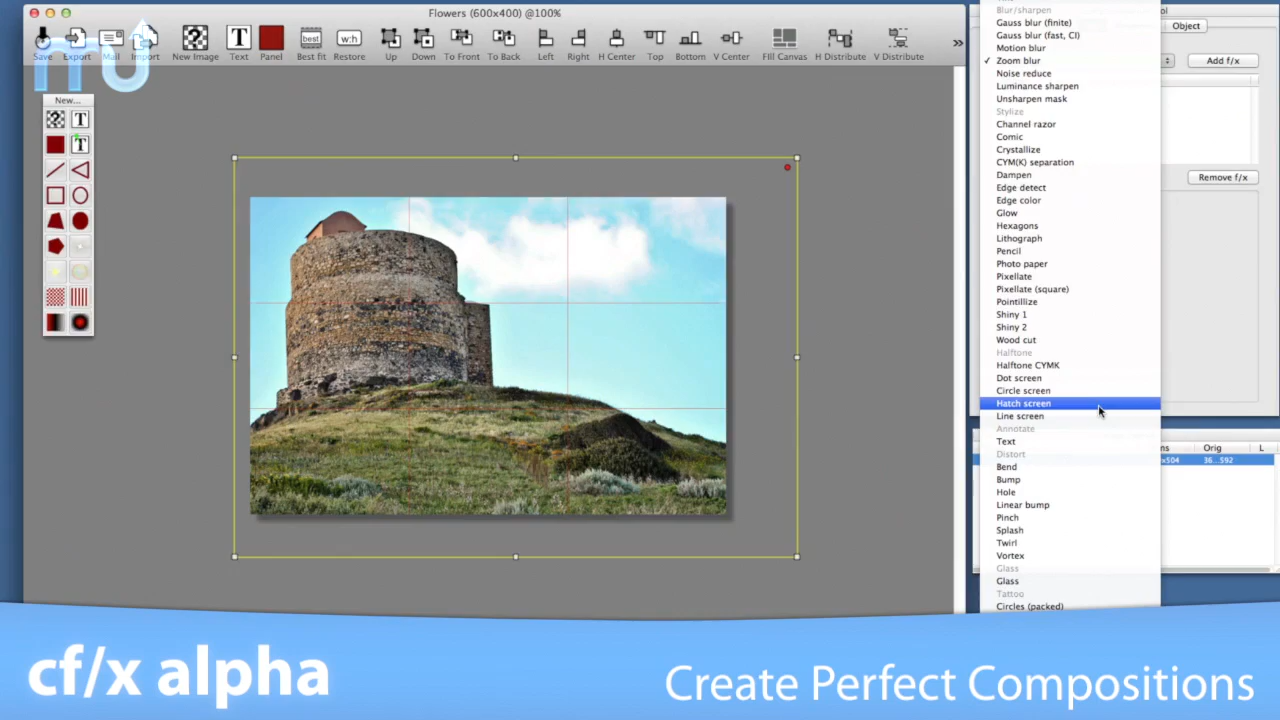 Flowers (600x400) @100%
Save
Export
Mail
Import
New Image
Text
Panel
best
Best fit
w:h
Restore
Up
Down
To Front
To Back
Left
Right
H Center
Top
Bottom
V Center
Fill Canvas
H Distribute
V Distribute
»
mu
New...
?
T
T
Object
Add f/x
Remove f/x
Blur/sharpen
Gauss blur (finite)
Gauss blur (fast, CI)
Motion blur
✓ Zoom blur
Noise reduce
Luminance sharpen
Unsharpen mask
Stylize
Channel razor
Comic
Crystallize
CYM(K) separation
Dampen
Edge detect
Edge color
Glow
Hexagons
Lithograph
Pencil
Photo paper
Pixellate
Pixellate (square)
Pointillize
Shiny 1
Shiny 2
Wood cut
Halftone
Halftone CYMK
Dot screen
Circle screen
Hatch screen
Line screen
Annotate
Text
Distort
Bend
Bump
Hole
Linear bump
Pinch
Splash
Twirl
Vortex
Glass
Glass
Tattoo
Circles (packed)
Orig
L
36...592
cf/x alpha
Create Perfect Compositions